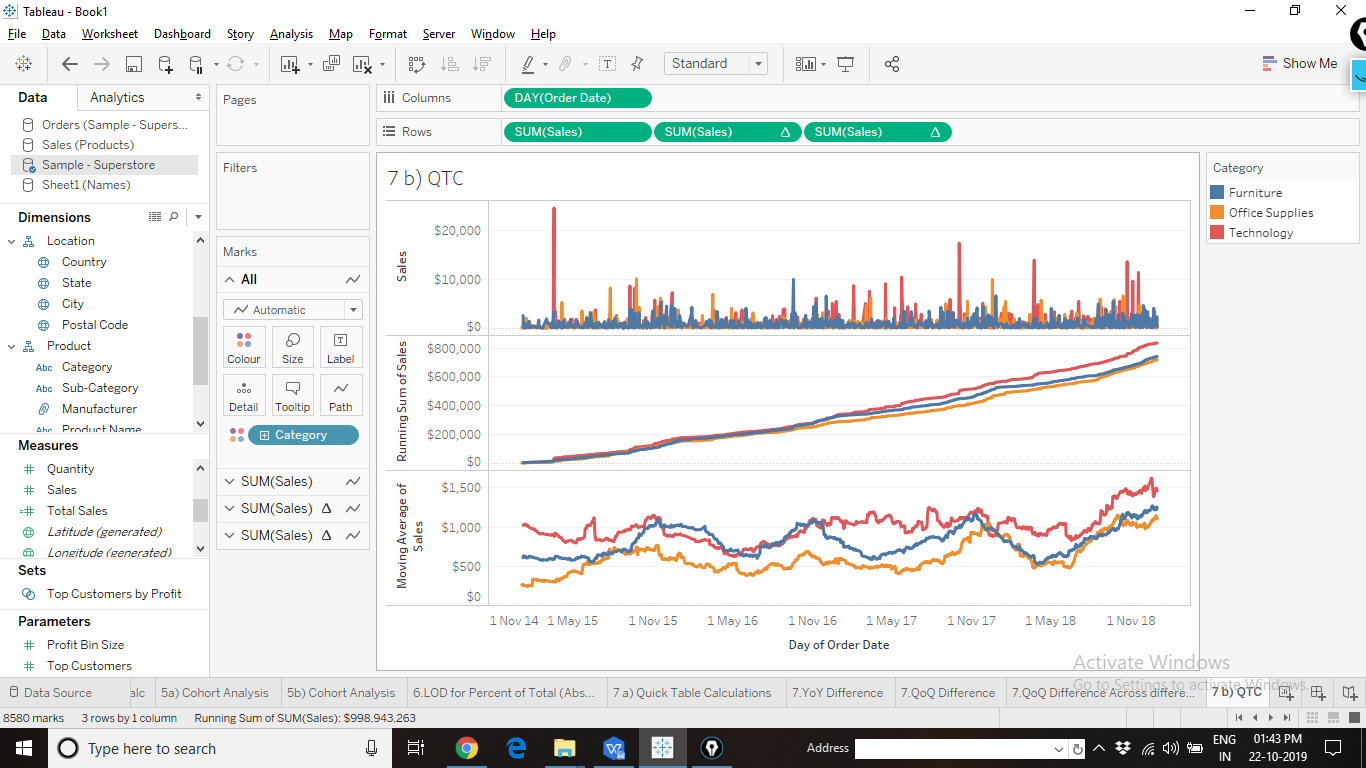 Tableau - Book1
File Data Worksheet Dashboard Story Analysis Map Format Server Window Help
Standard
Show Me
Data Analytics
Orders (Sample - Supers...
Sales (Products)
Sample - Superstore
Sheet1 (Names)
Dimensions
Location
Country
State
City
Postal Code
Product
Abc Category
Abc Sub-Category
Manufacturer
Abc Product Name
Measures
Quantity
Sales
Total Sales
Latitude (generated)
Longitude (generated)
Sets
Top Customers by Profit
Parameters
Profit Bin Size
Top Customers
Pages
Filters
Marks
All
Automatic
Colour Size Label
Detail Tooltip Path
Category
SUM(Sales)
SUM(Sales) Δ
SUM(Sales) Δ
Columns DAY(Order Date)
Rows SUM(Sales) SUM(Sales) Δ SUM(Sales) Δ
7 b) QTC
Sales
$20,000
$10,000
$0
Running Sum of Sales
$800,000
$600,000
$400,000
$200,000
$0
Moving Average of
Sales
$1,500
$1,000
$500
$0
1 Nov 14 1 May 15 1 Nov 15 1 May 16 1 Nov 16 1 May 17 1 Nov 17 1 May 18 1 Nov 18
Day of Order Date
Category
Furniture
Office Supplies
Technology
Activate Windows
Go to Settings to activate Windows.
Data Source alc 5a) Cohort Analysis 5b) Cohort Analysis 6.LOD for Percent of Total (Abs... 7 a) Quick Table Calculations 7.YoY Difference 7.QoQ Difference 7.QoQ Difference Across differe... 7 b) QTC
8580 marks 3 rows by 1 column Running Sum of SUM(Sales): $998,943,263
Type here to search
Address
ENG
IN
01:43 PM
22-10-2019